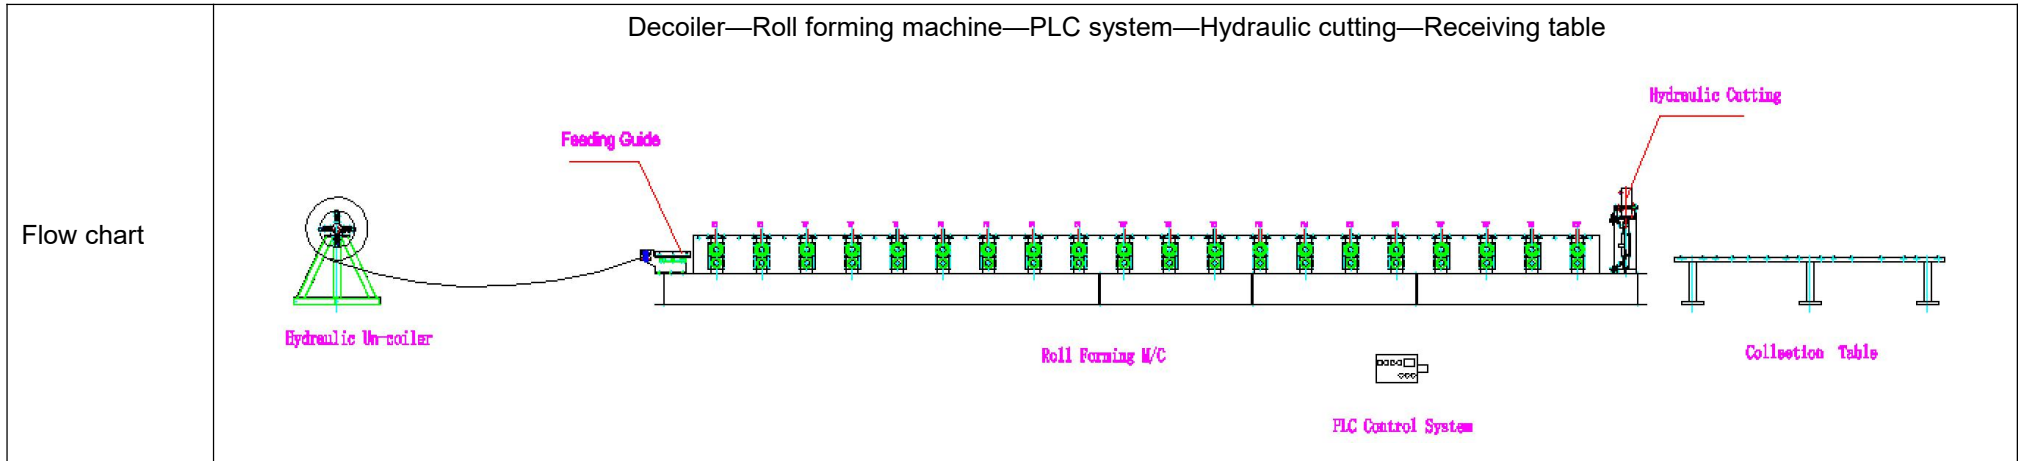 Decoiler—Roll forming machine—PLC system—Hydraulic cutting—Receiving table
Flow chart
Hydraulic Cutting
Feeding Guide
Hydraulic Un-coiler
Roll Forming M/C
Collection Table
PLC Control System